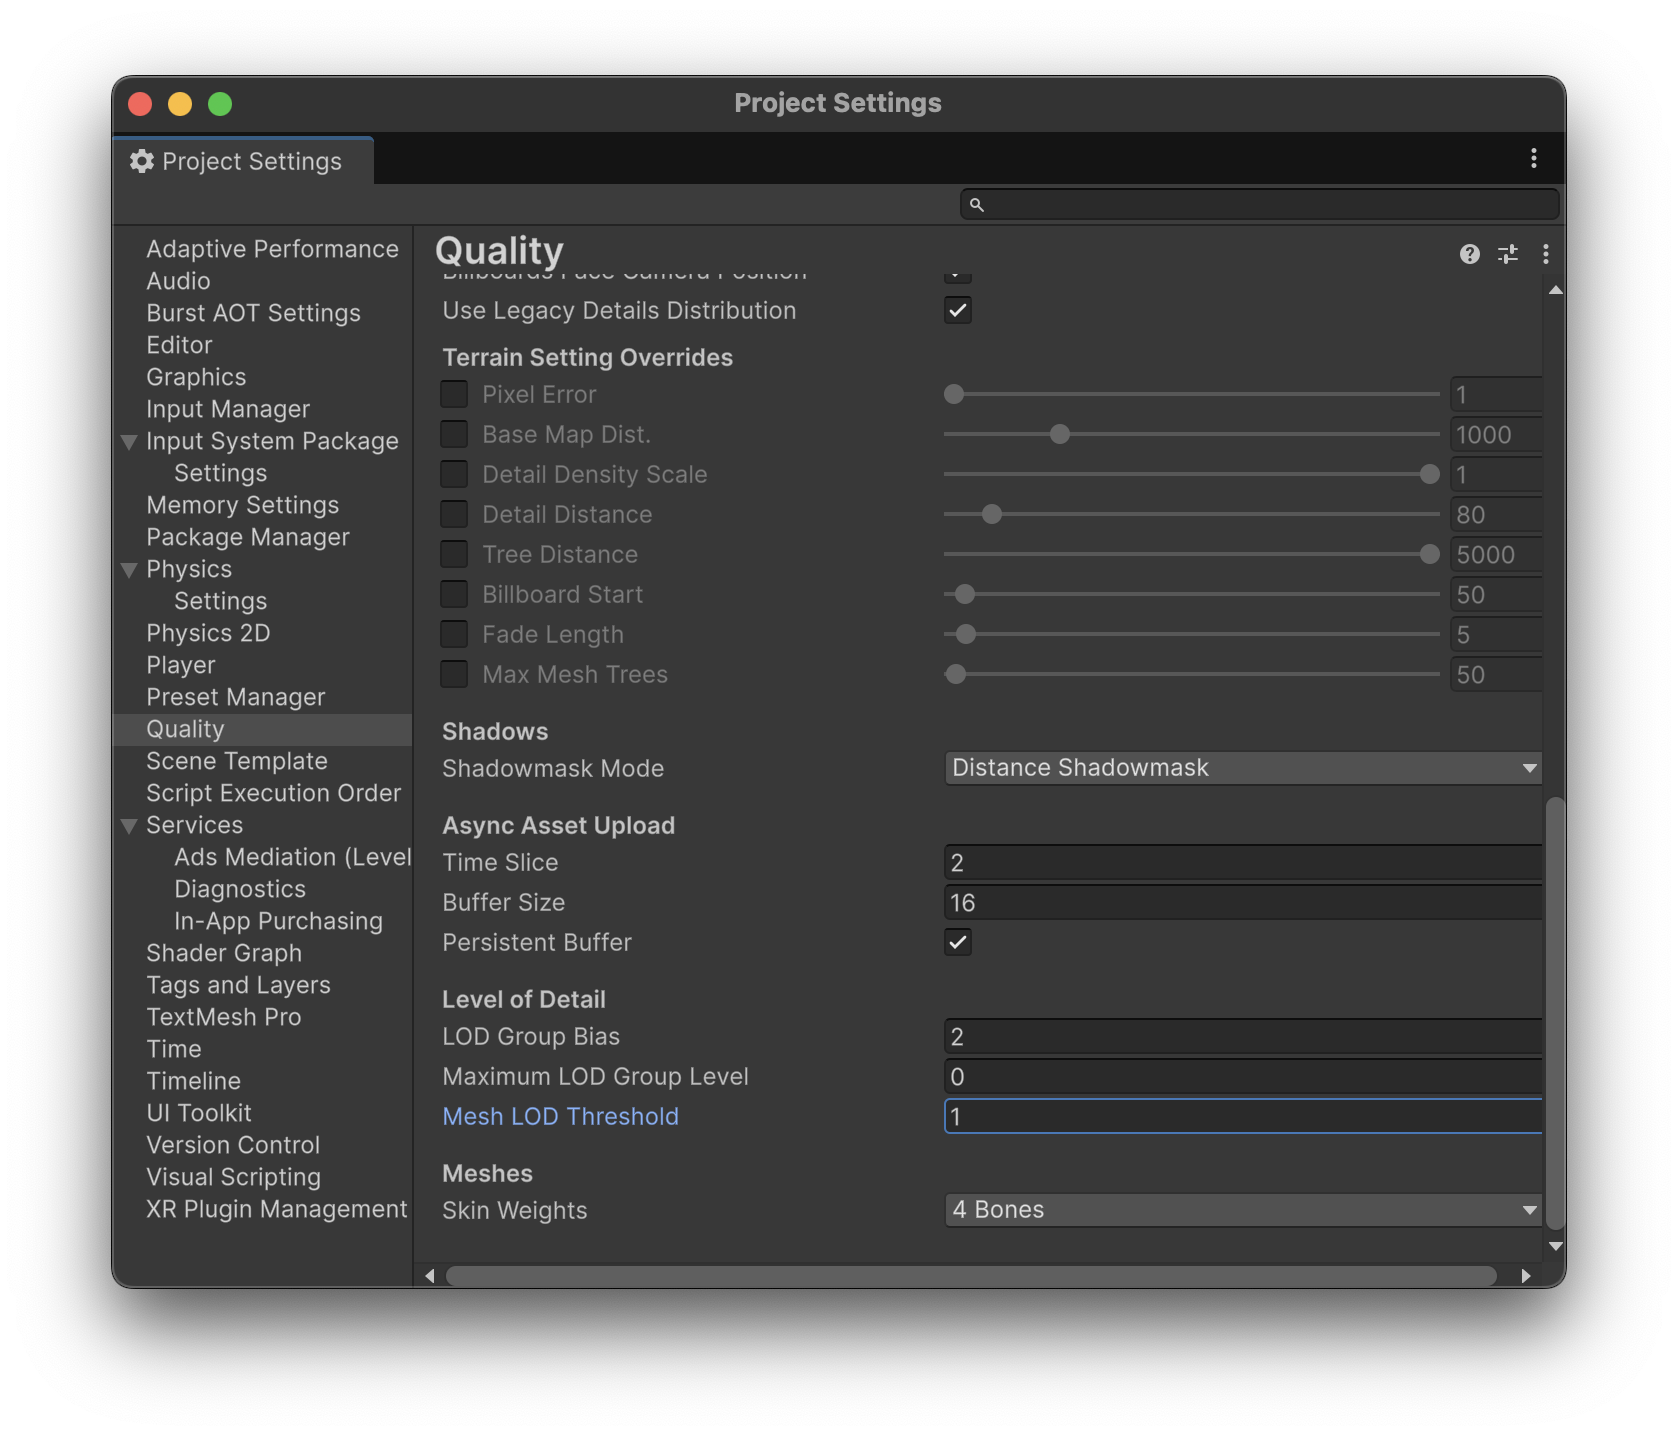 Project Settings
Project Settings
Adaptive Performance
Audio
Burst AOT Settings
Editor
Graphics
Input Manager
Input System Package
Settings
Memory Settings
Package Manager
Physics
Settings
Physics 2D
Player
Preset Manager
Quality
Scene Template
Script Execution Order
Services
Ads Mediation (Level
Diagnostics
In-App Purchasing
Shader Graph
Tags and Layers
TextMesh Pro
Time
Timeline
UI Toolkit
Version Control
Visual Scripting
XR Plugin Management
Quality
Billboards Face Camera Position
Use Legacy Details Distribution
Terrain Setting Overrides
Pixel Error 1
Base Map Dist. 1000
Detail Density Scale 1
Detail Distance 80
Tree Distance 5000
Billboard Start 50
Fade Length 5
Max Mesh Trees 50
Shadows
Shadowmask Mode Distance Shadowmask
Async Asset Upload
Time Slice 2
Buffer Size 16
Persistent Buffer
Level of Detail
LOD Group Bias 2
Maximum LOD Group Level 0
Mesh LOD Threshold 1
Meshes
Skin Weights 4 Bones